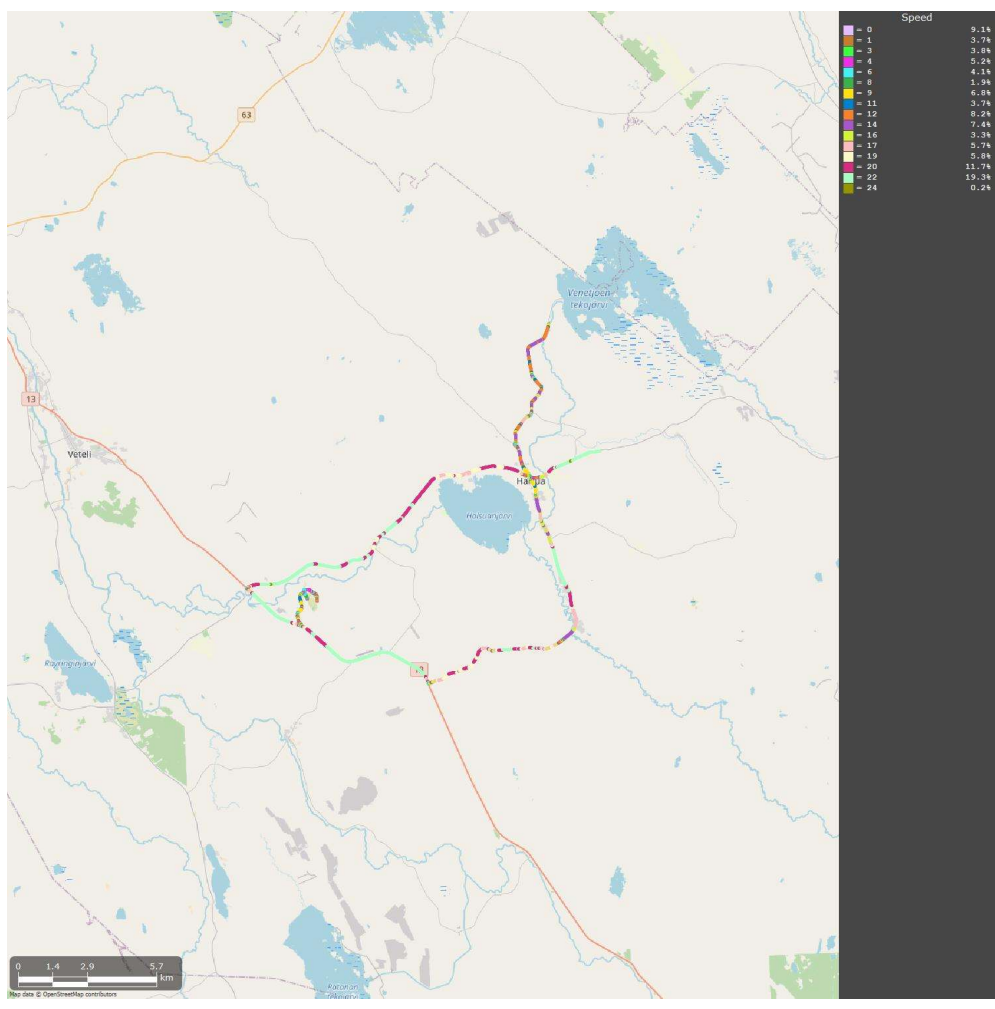 Speed
= 0 9.1%
= 1 3.7%
= 3 3.8%
= 4 5.2%
= 6 4.1%
= 8 1.9%
= 9 6.8%
= 11 3.7%
= 12 8.2%
= 14 7.4%
= 16 3.3%
= 17 5.7%
= 19 5.8%
= 20 11.7%
= 22 19.3%
= 24 0.2%
63
Venetjoen
tekojärvi
13
Veteli
Halsuanjärvi
Räyringinjärvi
Patanan
tekojärvi
0 1.4 2.9 5.7
km
Map data © OpenStreetMap contributors